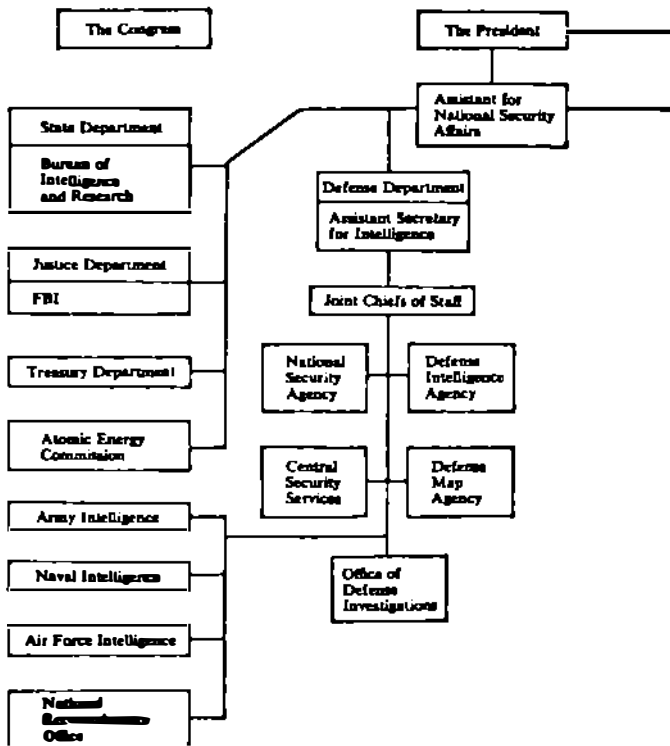 The Congress
The President
Assistant for
National Security
Affairs
State Department
Bureau of
Intelligence
and Research
Defense Department
Assistant Secretary
for Intelligence
Justice Department
FBI
Joint Chiefs of Staff
Treasury Department
National
Security
Agency
Defense
Intelligence
Agency
Atomic Energy
Commission
Central
Security
Services
Defense
Map
Agency
Army Intelligence
Naval Intelligence
Office of
Defense
Investigations
Air Force Intelligence
National
Office